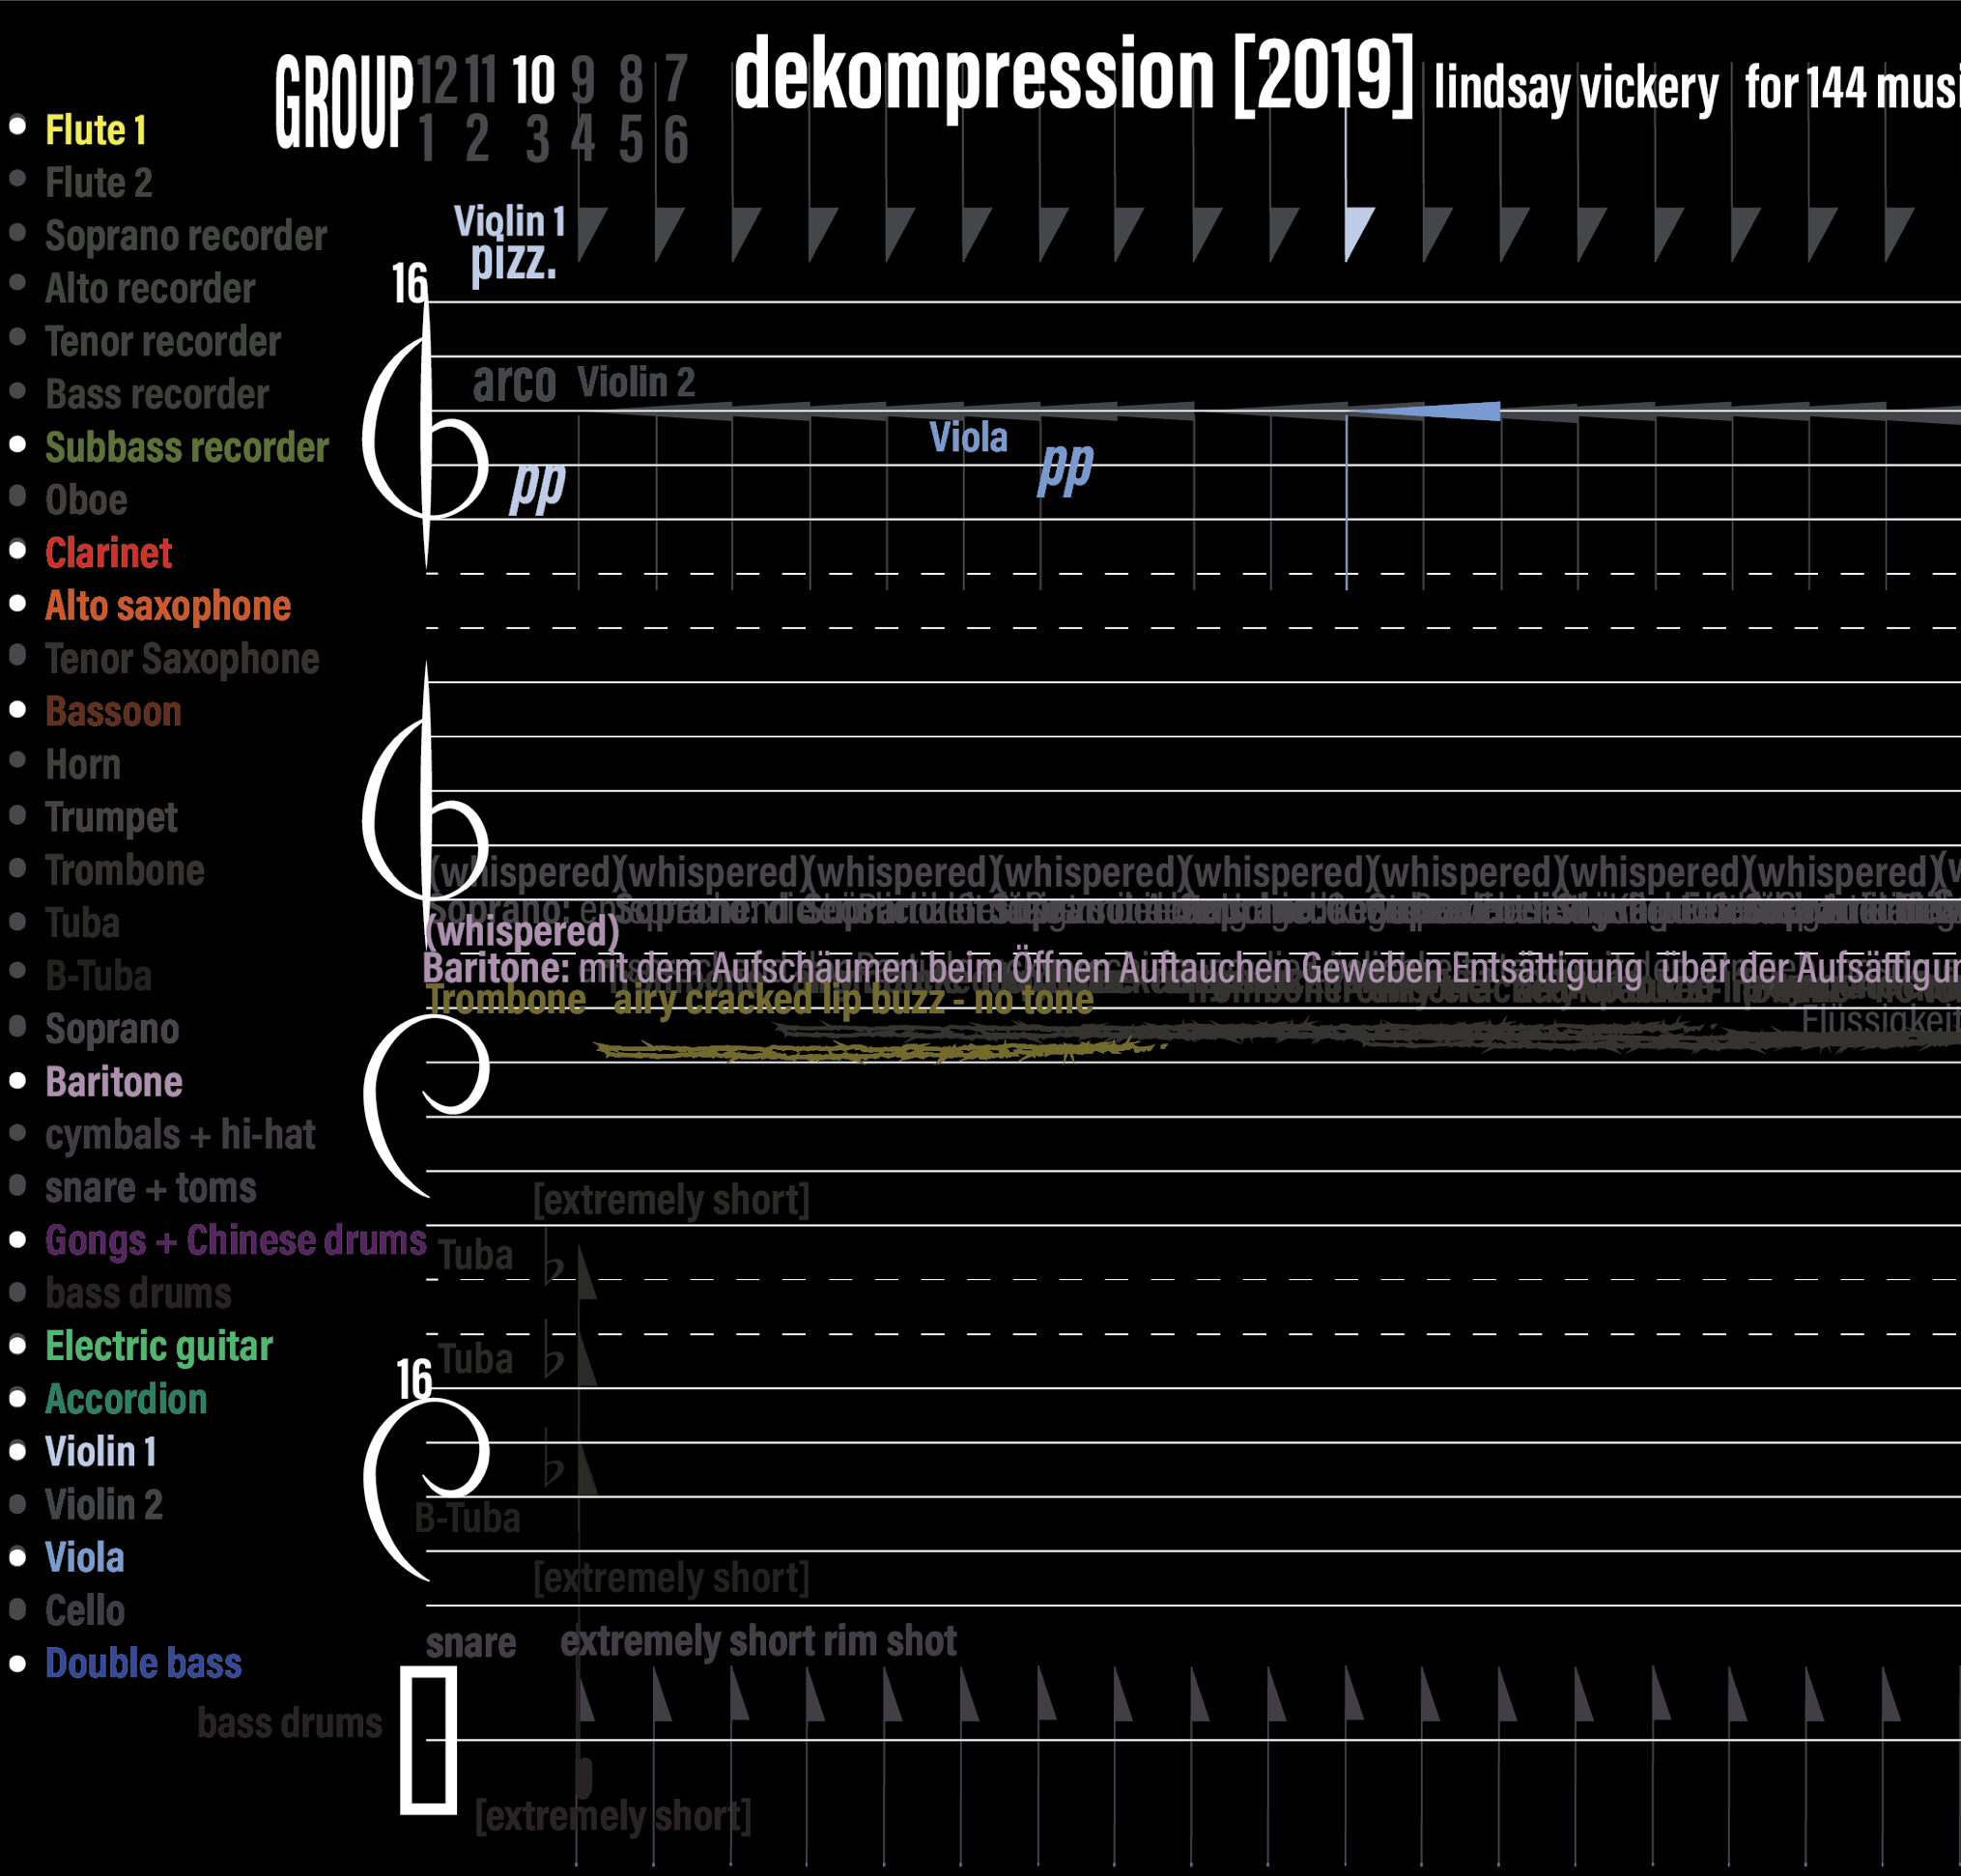 GROUP 12 11 10 9 8 7
1 2 3 4 5 6
dekompression [2019] lindsay vickery for 144 musi
Flute 1
Flute 2
Soprano recorder
Alto recorder
Tenor recorder
Bass recorder
Subbass recorder
Oboe
Clarinet
Alto saxophone
Tenor Saxophone
Bassoon
Horn
Trumpet
Trombone
Tuba
B-Tuba
Soprano
Baritone
cymbals + hi-hat
snare + toms
Gongs + Chinese drums
bass drums
Electric guitar
Accordion
Violin 1
Violin 2
Viola
Cello
Double bass
Violin 1
pizz.
16
arco Violin 2
Viola
pp
pp
(whispered)(whispered)(whispered)(whispered)(whispered)(whispered)(whispered)(whispered)(w
Soprano:
(whispered)
Baritone: mit dem Aufschäumen beim Öffnen Auftauchen Geweben Entsättigung über der Aufsättigun
Trombone airy cracked lip buzz - no tone
Flüssigkeit
[extremely short]
Tuba
Tuba
16
B-Tuba
[extremely short]
snare extremely short rim shot
bass drums
[extremely short]